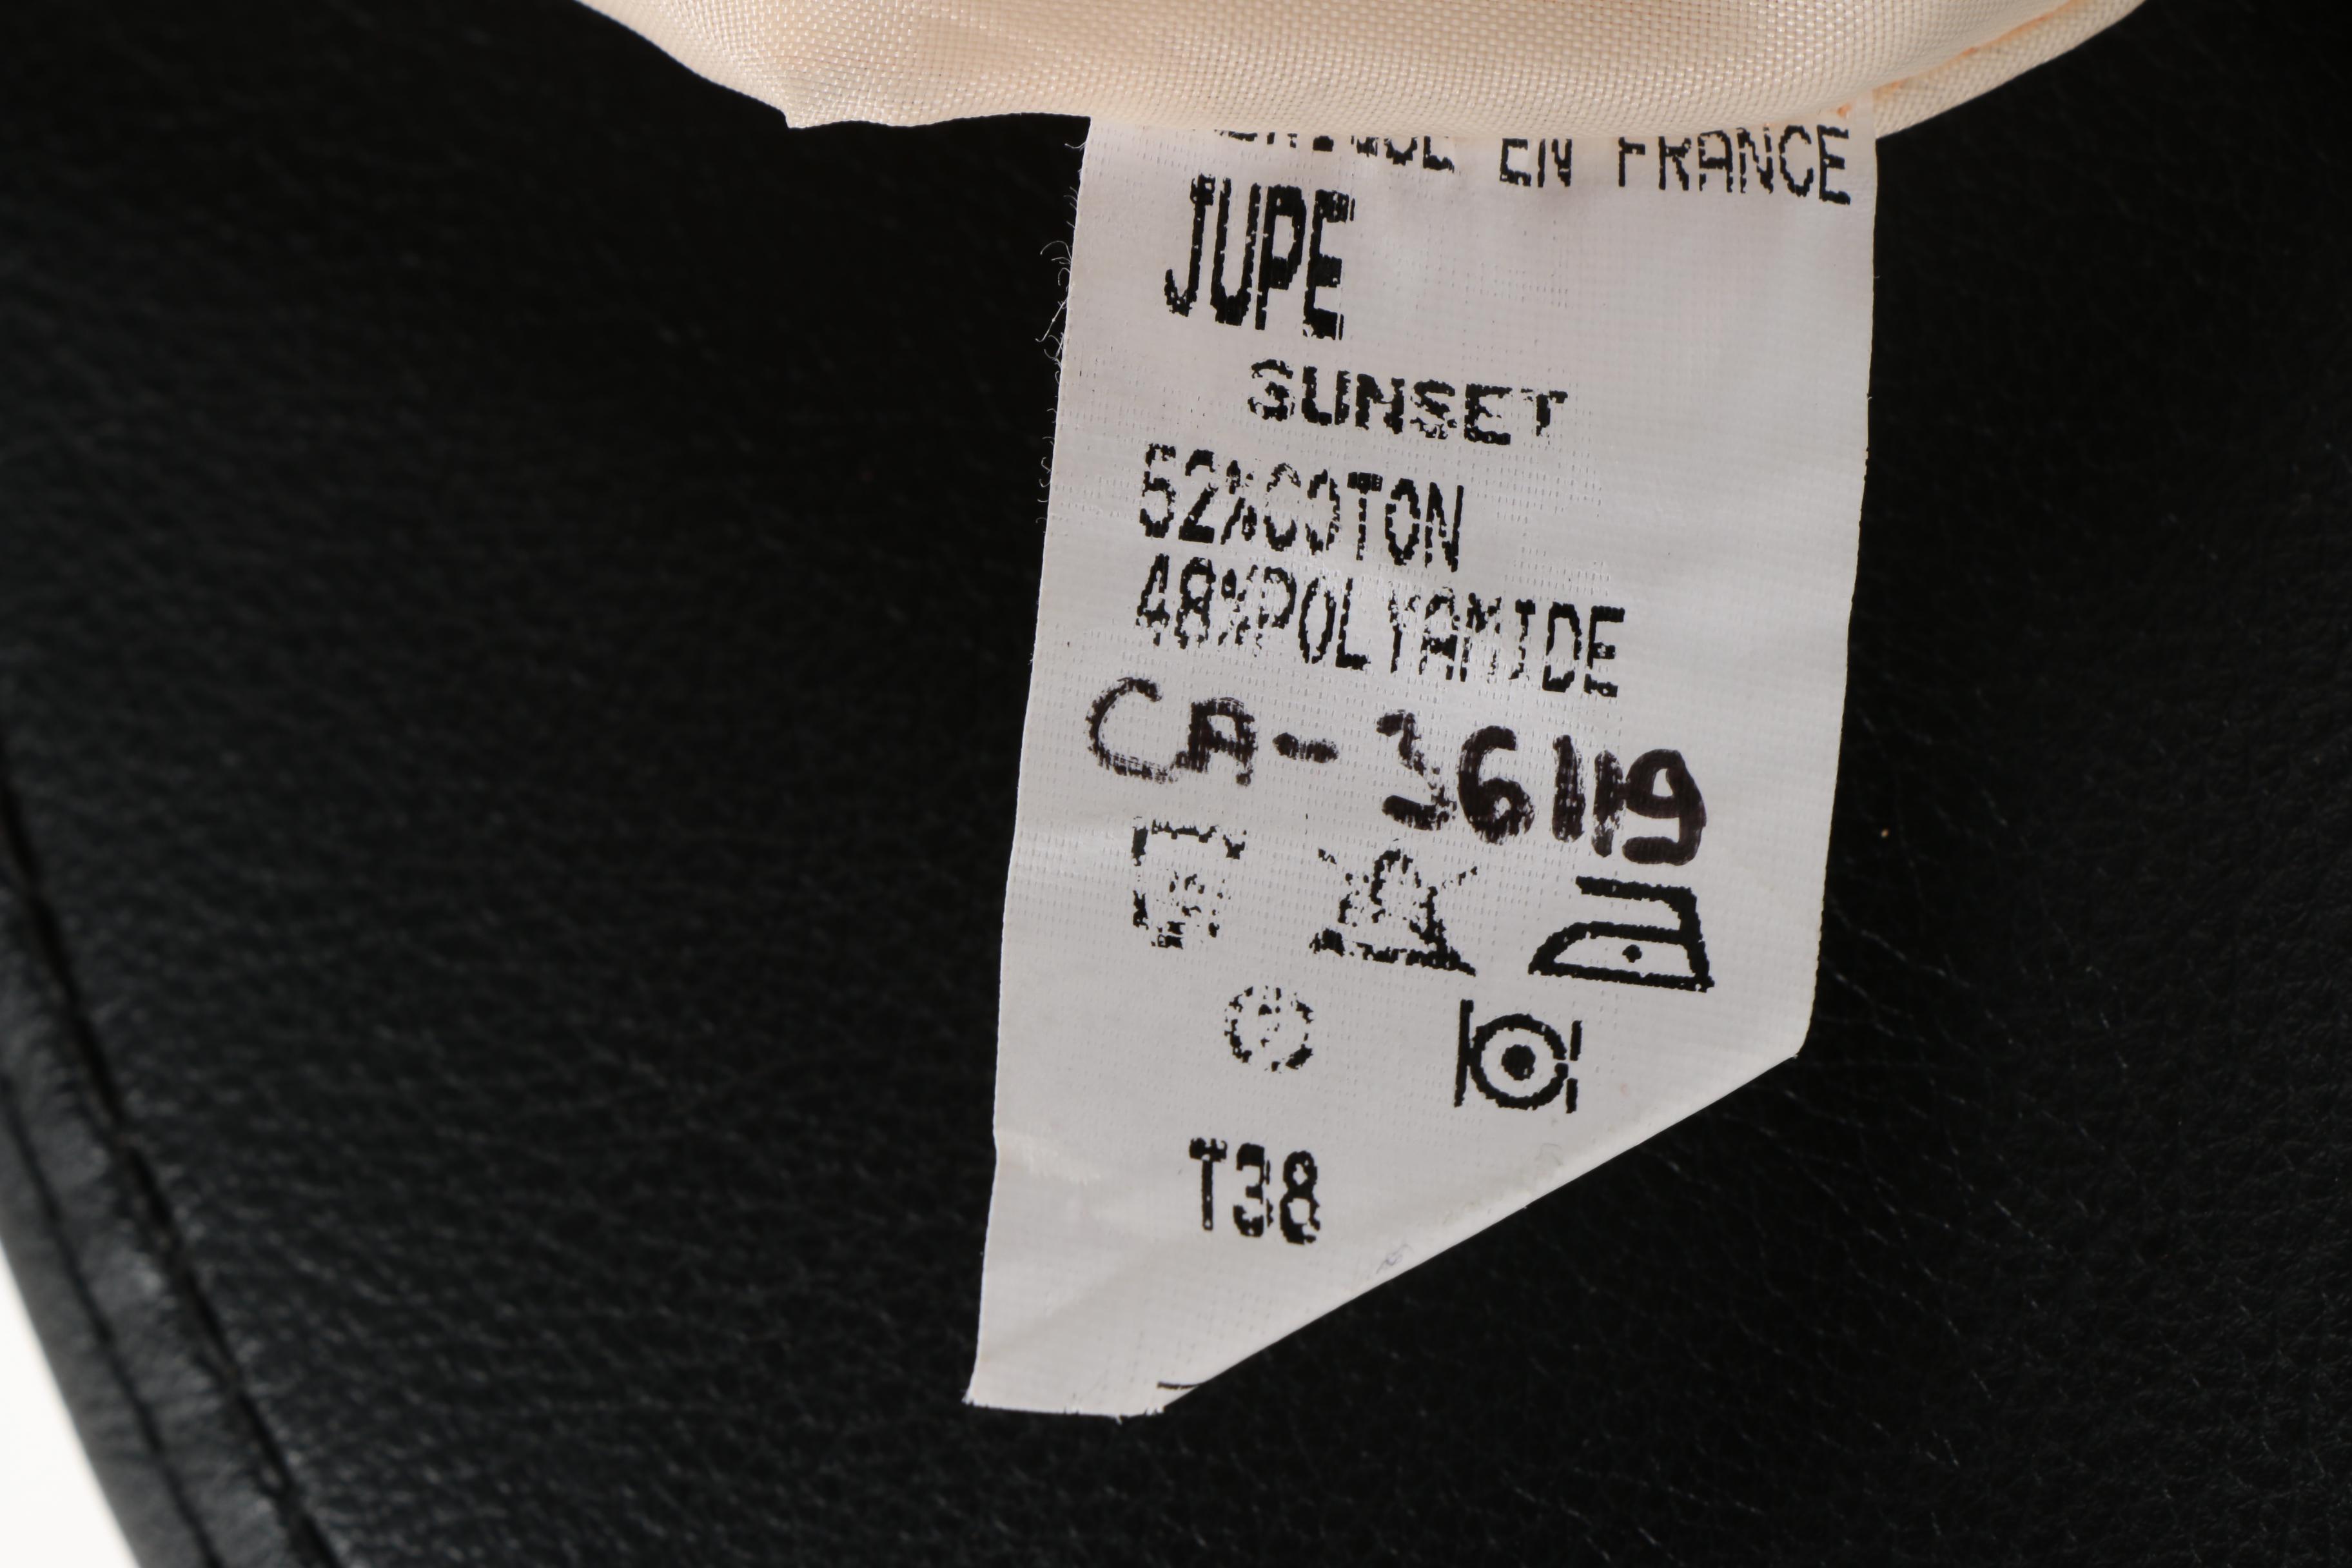 EN FRANCE
JUPE
SUNSET
52%COTON
48%POLYAMIDE
CA-36119
T38